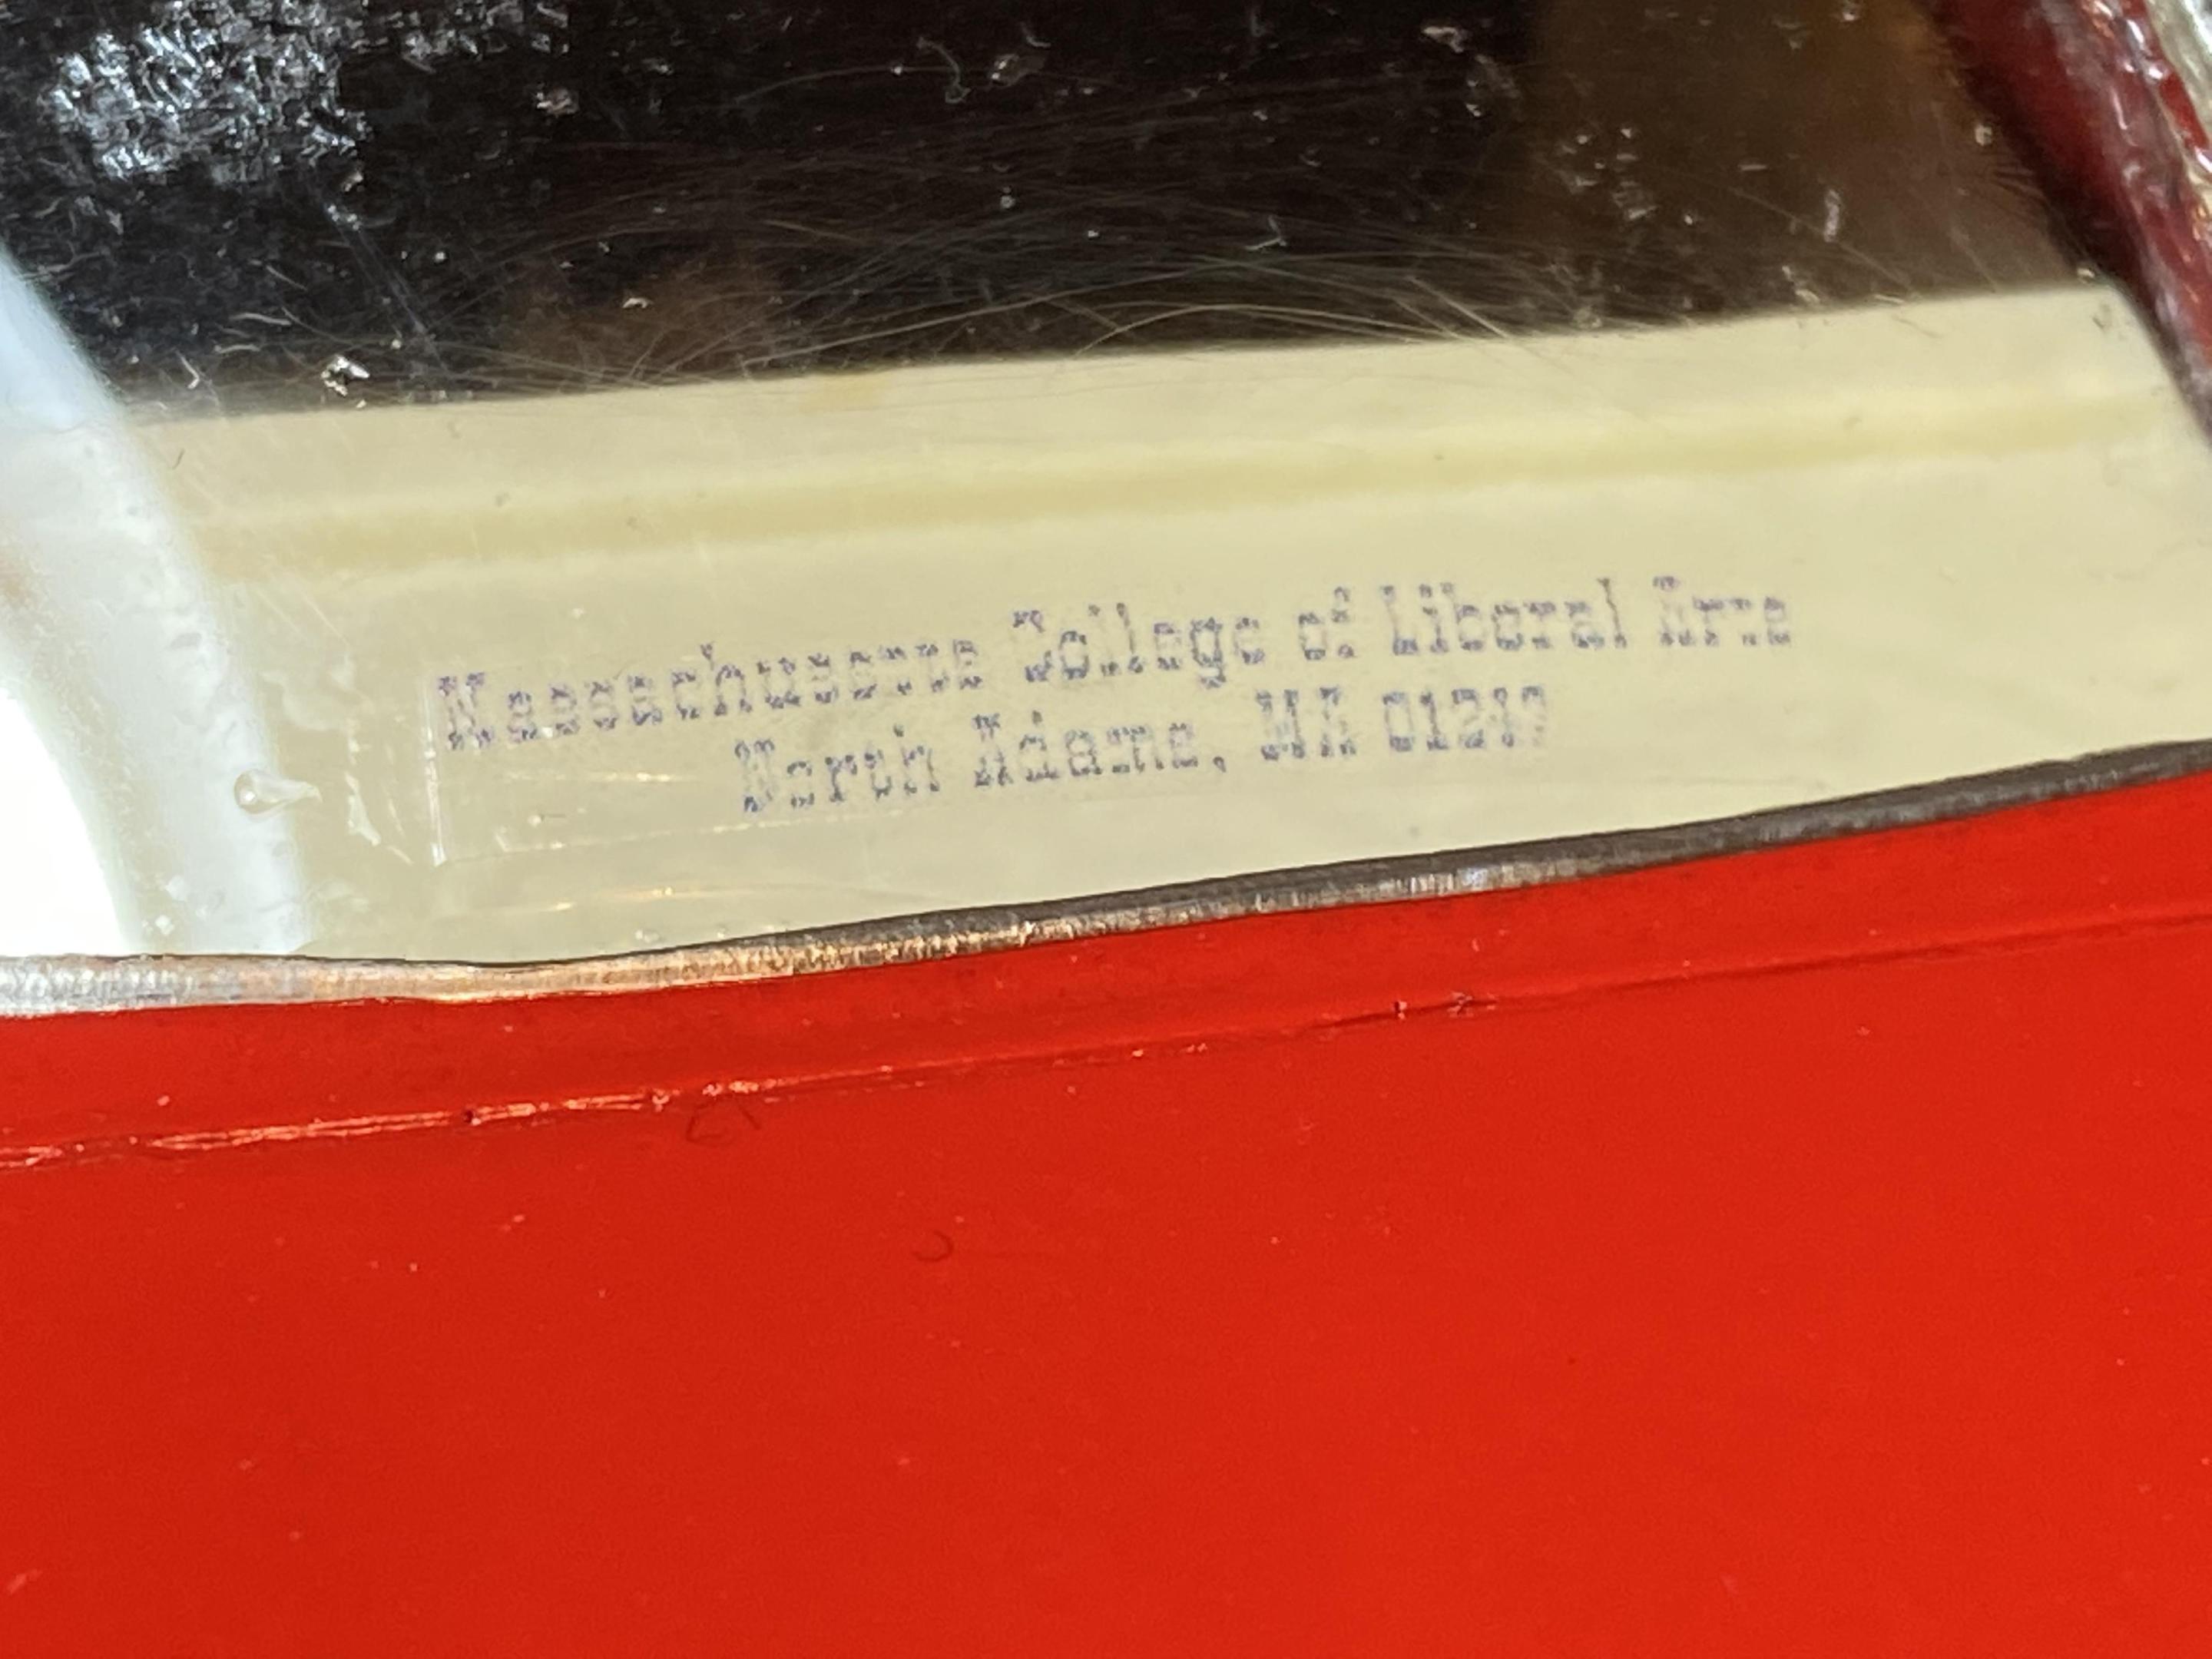 Massachusetts College of Liberal Arts
North Adams, MA 01247